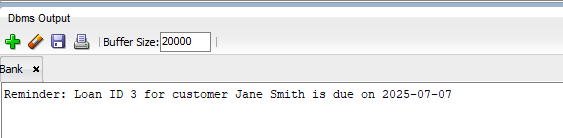 Dbms Output
Buffer Size: 20000
Bank
Reminder: Loan ID 3 for customer Jane Smith is due on 2025-07-07